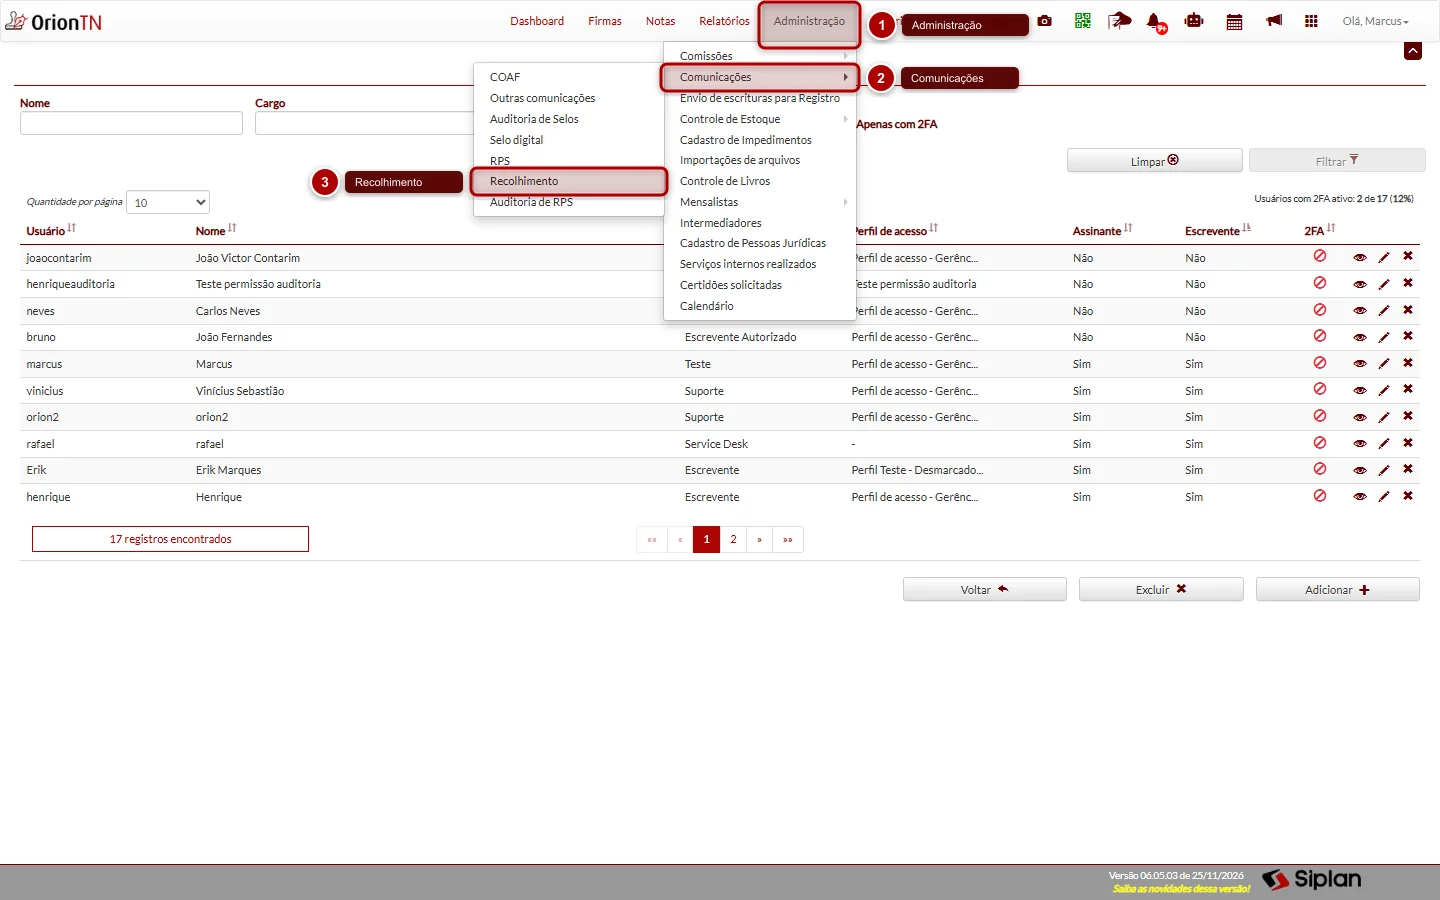 OrionTN
Dashboard
Firmas
Notas
Relatórios
Administração
1
Administração
9+
Olá, Marcus
Comissões
Comunicações
2
Comunicações
Envio de escrituras para Registro
Controle de Estoque
Cadastro de Impedimentos
Importações de arquivos
Controle de Livros
Mensalistas
Intermediadores
Cadastro de Pessoas Jurídicas
Serviços internos realizados
Certidões solicitadas
Calendário
COAF
Outras comunicações
Auditoria de Selos
Selo digital
RPS
3
Recolhimento
Recolhimento
Auditoria de RPS
Nome
Cargo
Apenas com 2FA
Limpar
Filtrar
Quantidade por página
10
Usuários com 2FA ativo: 2 de 17 (12%)
Usuário Nome Perfil de acesso Assinante Escrevente 2FA
joaocontarim João Victor Contarim Perfil de acesso - Gerênc... Não Não
henriqueauditoria Teste permissão auditoria Teste permissão auditoria Não Não
neves Carlos Neves Perfil de acesso - Gerênc... Não Não
bruno João Fernandes Escrevente Autorizado Perfil de acesso - Gerênc... Não Não
marcus Marcus Teste Perfil de acesso - Gerênc... Sim Sim
vinicius Vinícius Sebastião Suporte Perfil de acesso - Gerênc... Sim Sim
orion2 orion2 Suporte Perfil de acesso - Gerênc... Sim Sim
rafael rafael Service Desk - Sim Sim
Erik Erik Marques Escrevente Perfil Teste - Desmarcado... Sim Sim
henrique Henrique Escrevente Perfil de acesso - Gerênc... Sim Sim
17 registros encontrados
«« « 1 2 » »»
Voltar
Excluir
Adicionar
Versão 06.05.03 de 25/11/2026
Saiba as novidades dessa versão!
Siplan